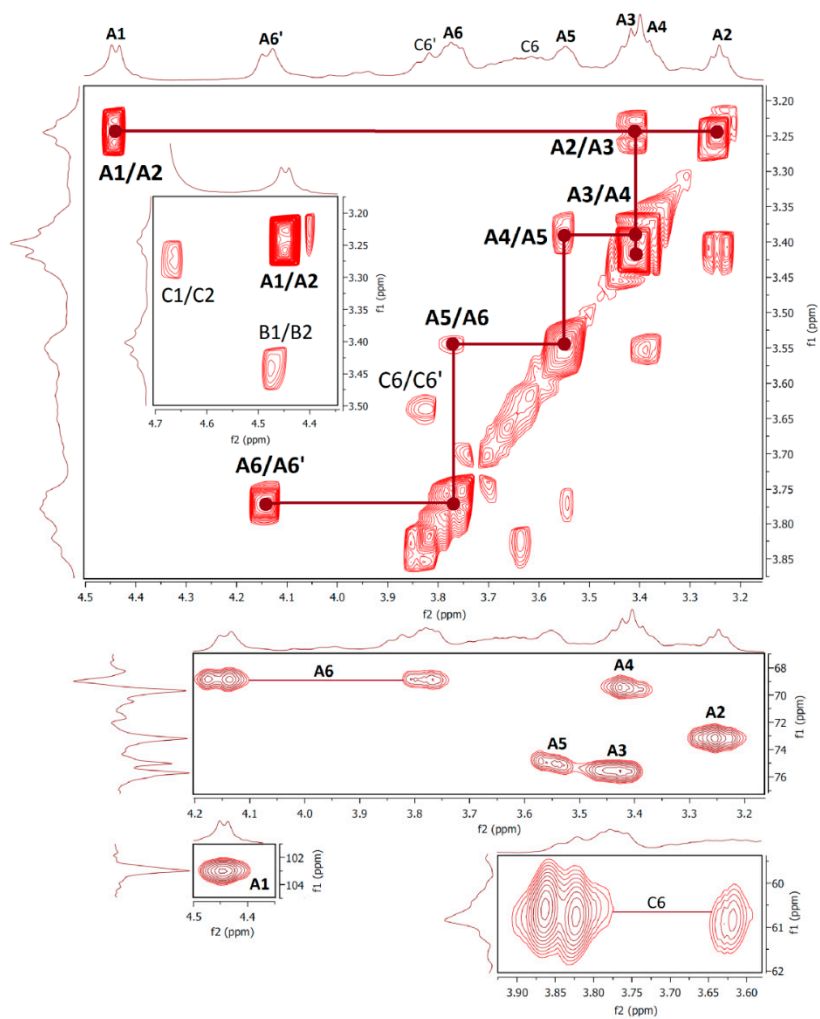 A1 A6' C6' A6 C6 A5 A3 A4 A2
3.20
3.25
3.30
3.35
3.40
3.45
3.50
3.55
3.60
3.65
3.70
3.75
3.80
3.85
f1 (ppm)
A1/A2
A2/A3
A3/A4
A4/A5
A5/A6
C6/C6'
A6/A6'
3.20
3.25
3.30
3.35
3.40
3.45
3.50
f1 (ppm)
A1/A2
C1/C2
B1/B2
4.7 4.6 4.5 4.4
f2 (ppm)
4.5 4.4 4.3 4.2 4.1 4.0 3.9 3.8 3.7 3.6 3.5 3.4 3.3 3.2
f2 (ppm)
A6
A4
A2
A5
A3
68
70
72
74
76
f1 (ppm)
4.2 4.1 4.0 3.9 3.8 3.7 3.6 3.5 3.4 3.3 3.2
f2 (ppm)
A1
102
104
f1 (ppm)
4.5 4.4
f2 (ppm)
C6
60
61
62
f1 (ppm)
3.90 3.85 3.80 3.75 3.70 3.65 3.60
f2 (ppm)